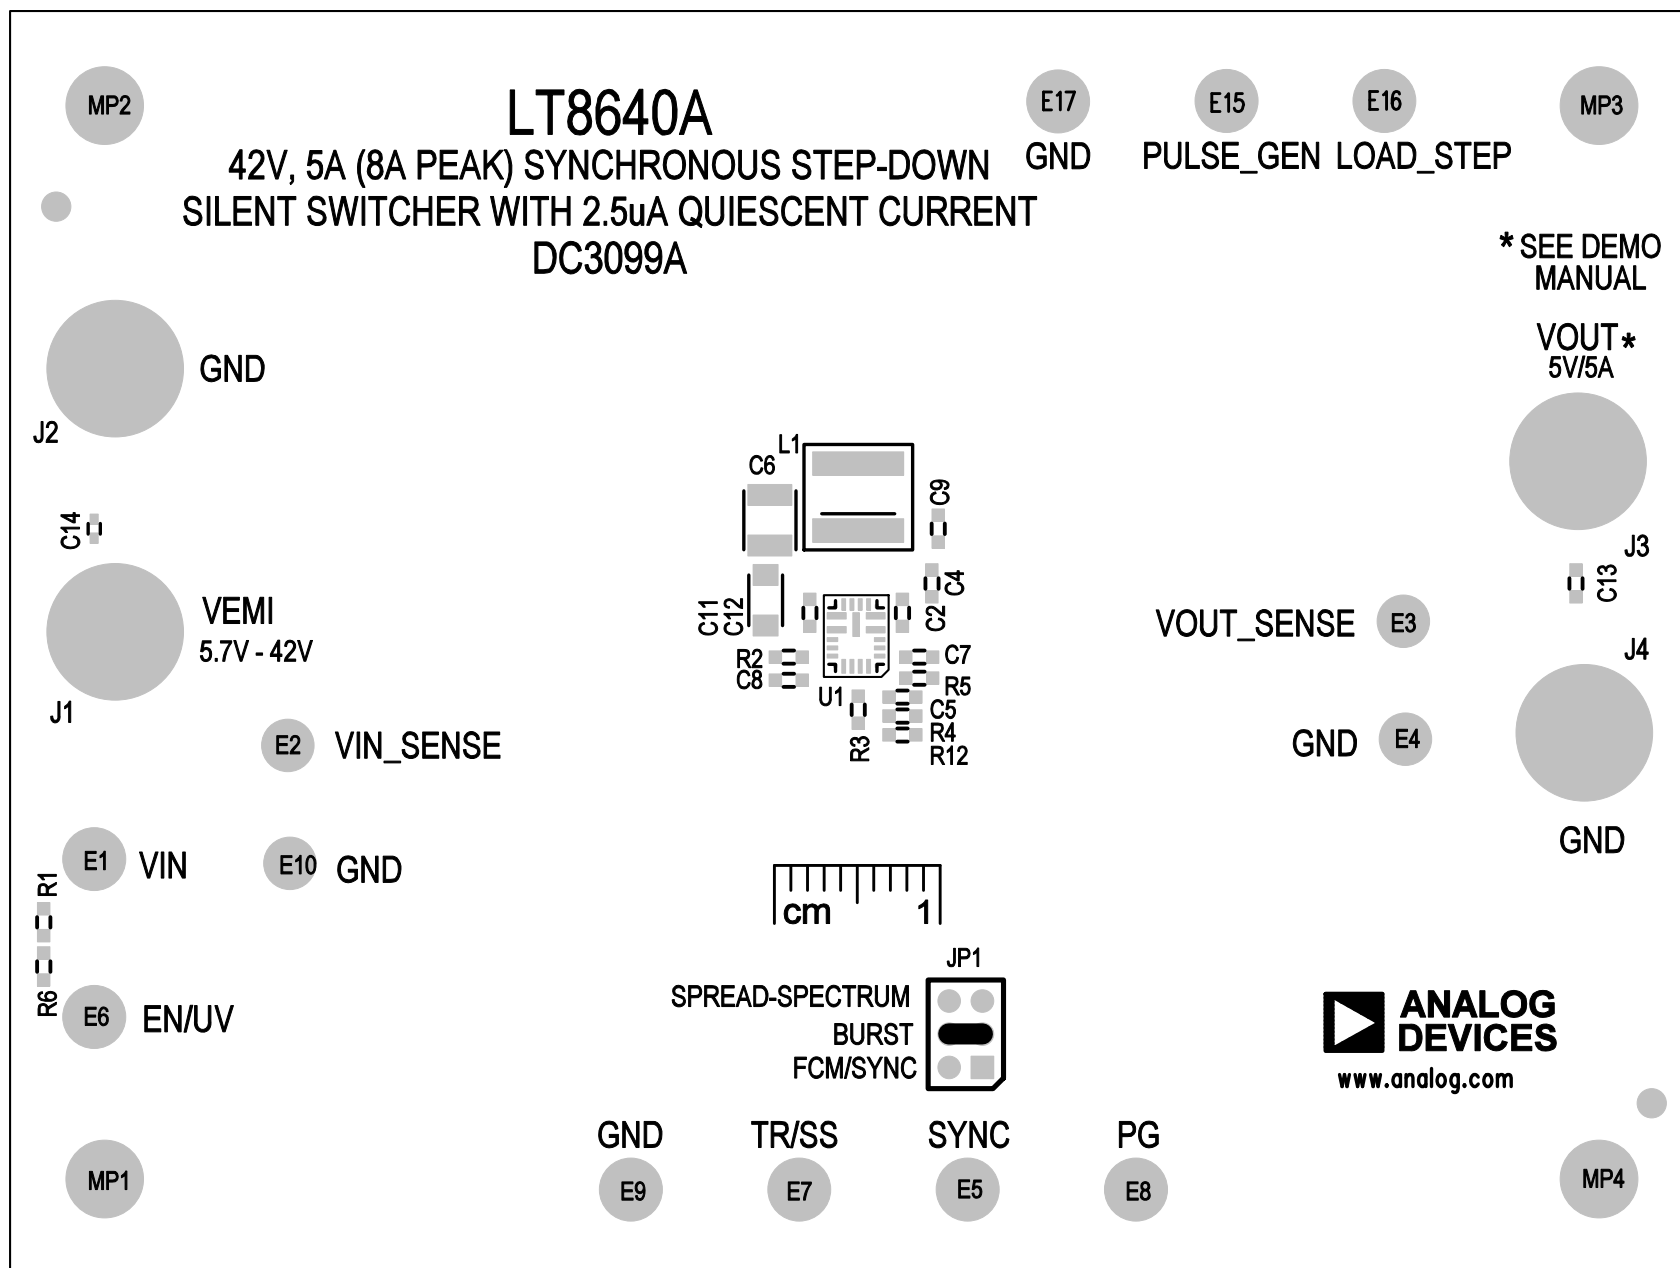 MP2
LT8640A
42V, 5A (8A PEAK) SYNCHRONOUS STEP-DOWN
SILENT SWITCHER WITH 2.5uA QUIESCENT CURRENT
DC3099A
E17
GND
E15
PULSE_GEN
E16
LOAD_STEP
MP3
* SEE DEMO
MANUAL
VOUT *
5V/5A
GND
J2
C14
VEMI
5.7V - 42V
J1
L1
C6
C9
C4
C11
C12
C2
R2
C8
U1
C7
R5
C5
R4
R12
R3
J3
C13
VOUT_SENSE
E3
J4
GND
E4
GND
E2
VIN_SENSE
E1
VIN
E10
GND
R1
R6
E6
EN/UV
cm 1
JP1
SPREAD-SPECTRUM
BURST
FCM/SYNC
ANALOG
DEVICES
www.analog.com
GND
TR/SS
SYNC
PG
MP1
E9
E7
E5
E8
MP4